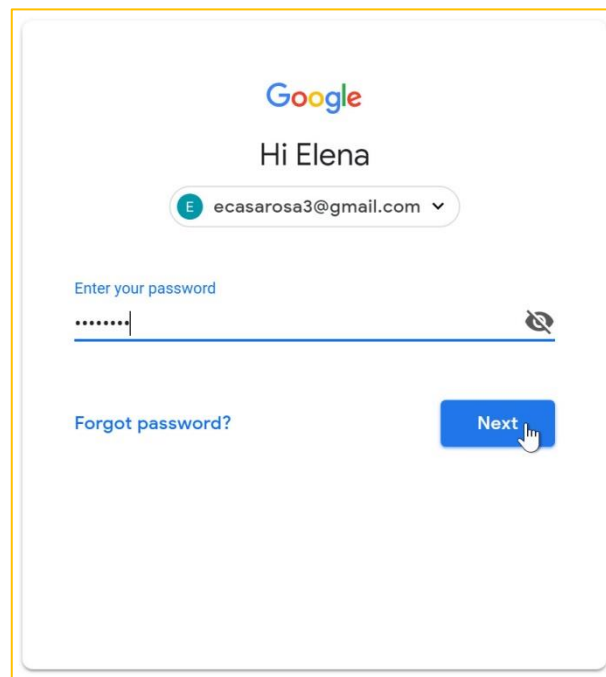 Google
Hi Elena
E ecasarosa3@gmail.com
Enter your password
••••••••
Forgot password?
Next